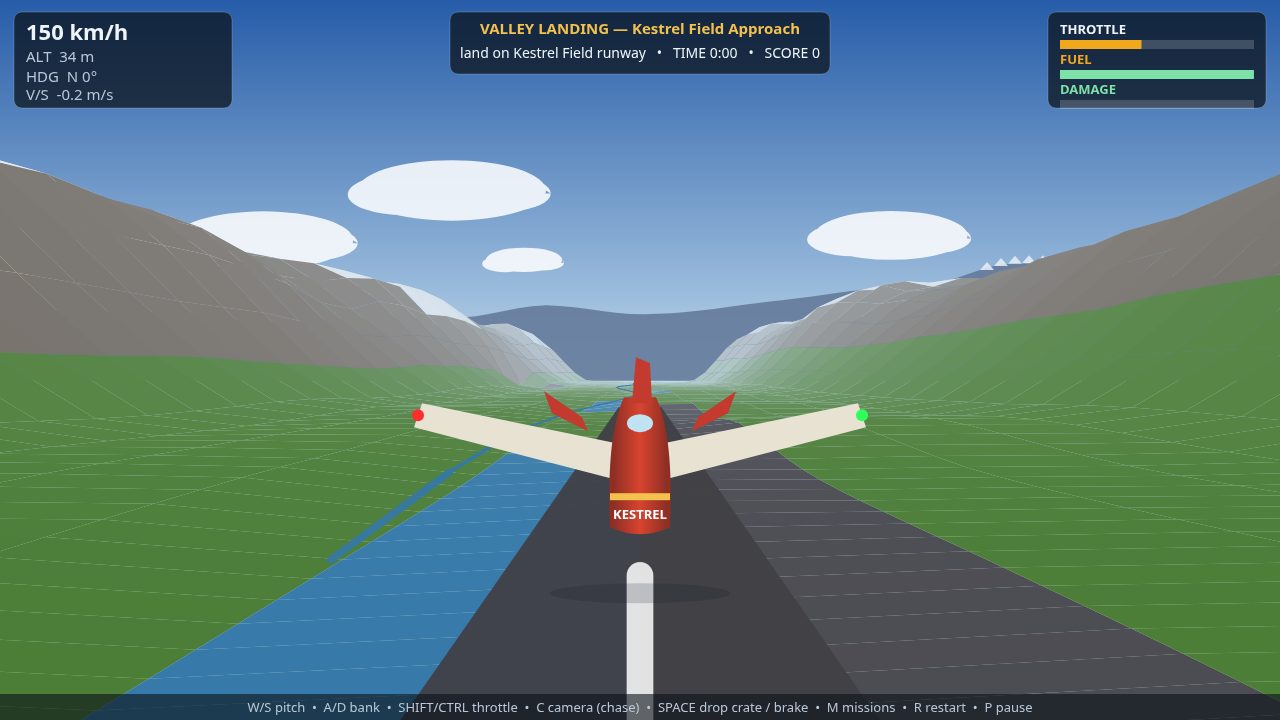 150 km/h
ALT 34 m
HDG N 0°
V/S -0.2 m/s
VALLEY LANDING — Kestrel Field Approach
land on Kestrel Field runway • TIME 0:00 • SCORE 0
THROTTLE
FUEL
DAMAGE
KESTREL
W/S pitch • A/D bank • SHIFT/CTRL throttle • C camera (chase) • SPACE drop crate / brake • M missions • R restart • P pause